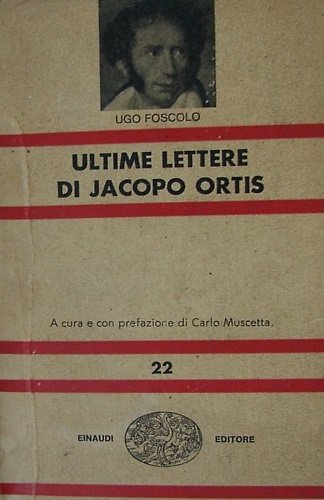 UGO FOSCOLO
ULTIME LETTERE
DI JACOPO ORTIS
A cura e con prefazione di Carlo Muscetta.
22
EINAUDI EDITORE